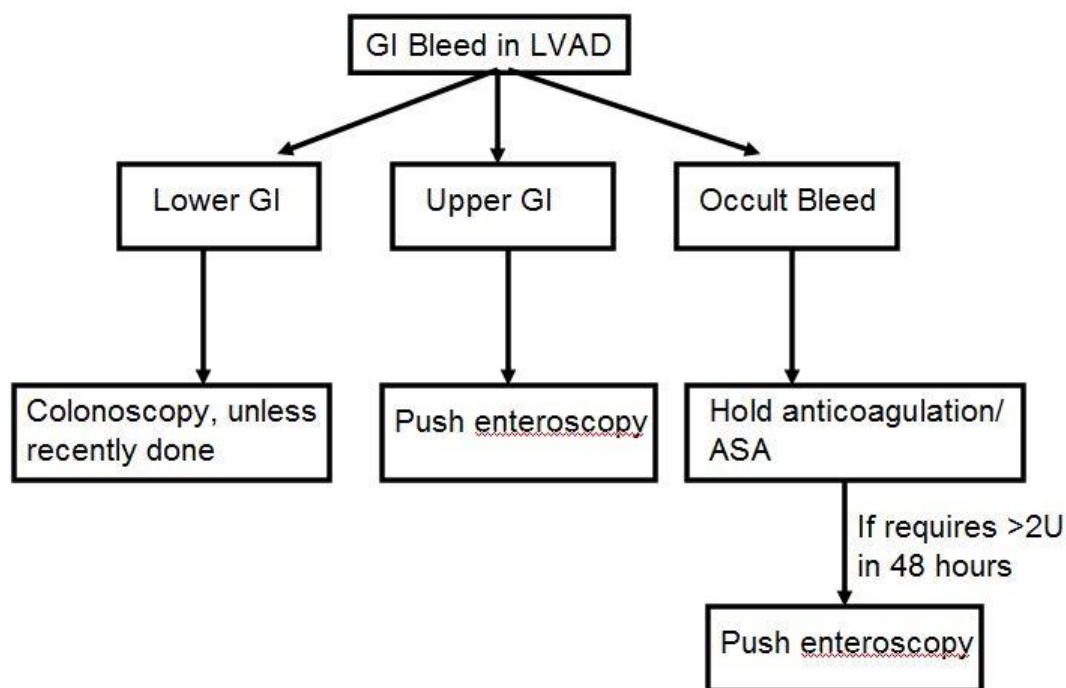 GI Bleed in LVAD
Lower GI
Upper GI
Occult Bleed
Colonoscopy, unless
recently done
Push enteroscopy
Hold anticoagulation/
ASA
If requires >2U
in 48 hours
Push enteroscopy